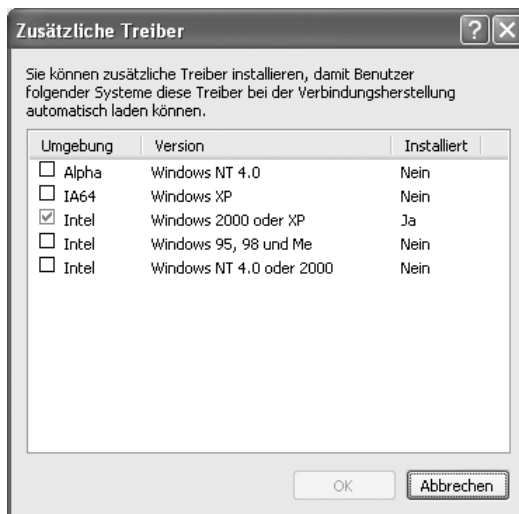 Zusätzliche Treiber
Sie können zusätzliche Treiber installieren, damit Benutzer
folgender Systeme diese Treiber bei der Verbindungsherstellung
automatisch laden können.
Umgebung Version Installiert
Alpha Windows NT 4.0 Nein
IA64 Windows XP Nein
Intel Windows 2000 oder XP Ja
Intel Windows 95, 98 und Me Nein
Intel Windows NT 4.0 oder 2000 Nein
OK Abbrechen